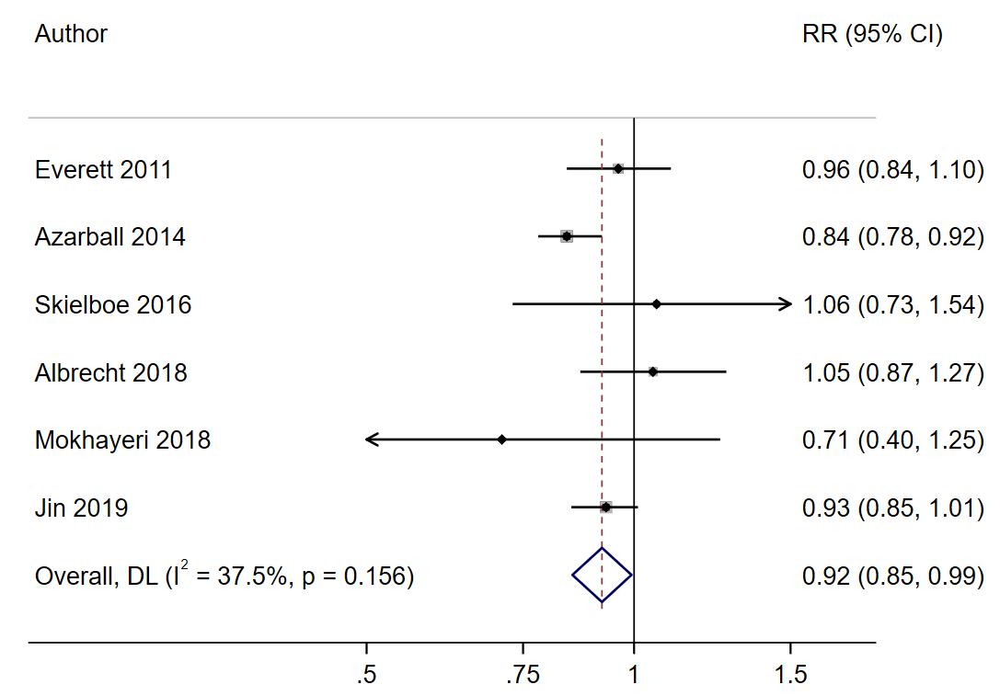 Author RR (95% CI)
Everett 2011 0.96 (0.84, 1.10)
Azarball 2014 0.84 (0.78, 0.92)
Skielboe 2016 1.06 (0.73, 1.54)
Albrecht 2018 1.05 (0.87, 1.27)
Mokhayeri 2018 0.71 (0.40, 1.25)
Jin 2019 0.93 (0.85, 1.01)
Overall, DL (I² = 37.5%, p = 0.156) 0.92 (0.85, 0.99)
.5 .75 1 1.5